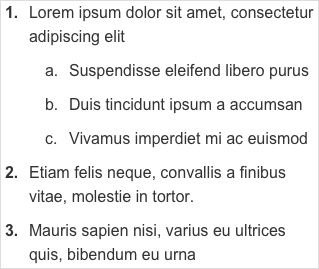 1. Lorem ipsum dolor sit amet, consectetur
adipiscing elit
a. Suspendisse eleifend libero purus
b. Duis tincidunt ipsum a accumsan
c. Vivamus imperdiet mi ac euismod
2. Etiam felis neque, convallis a finibus
vitae, molestie in tortor.
3. Mauris sapien nisi, varius eu ultrices
quis, bibendum eu urna